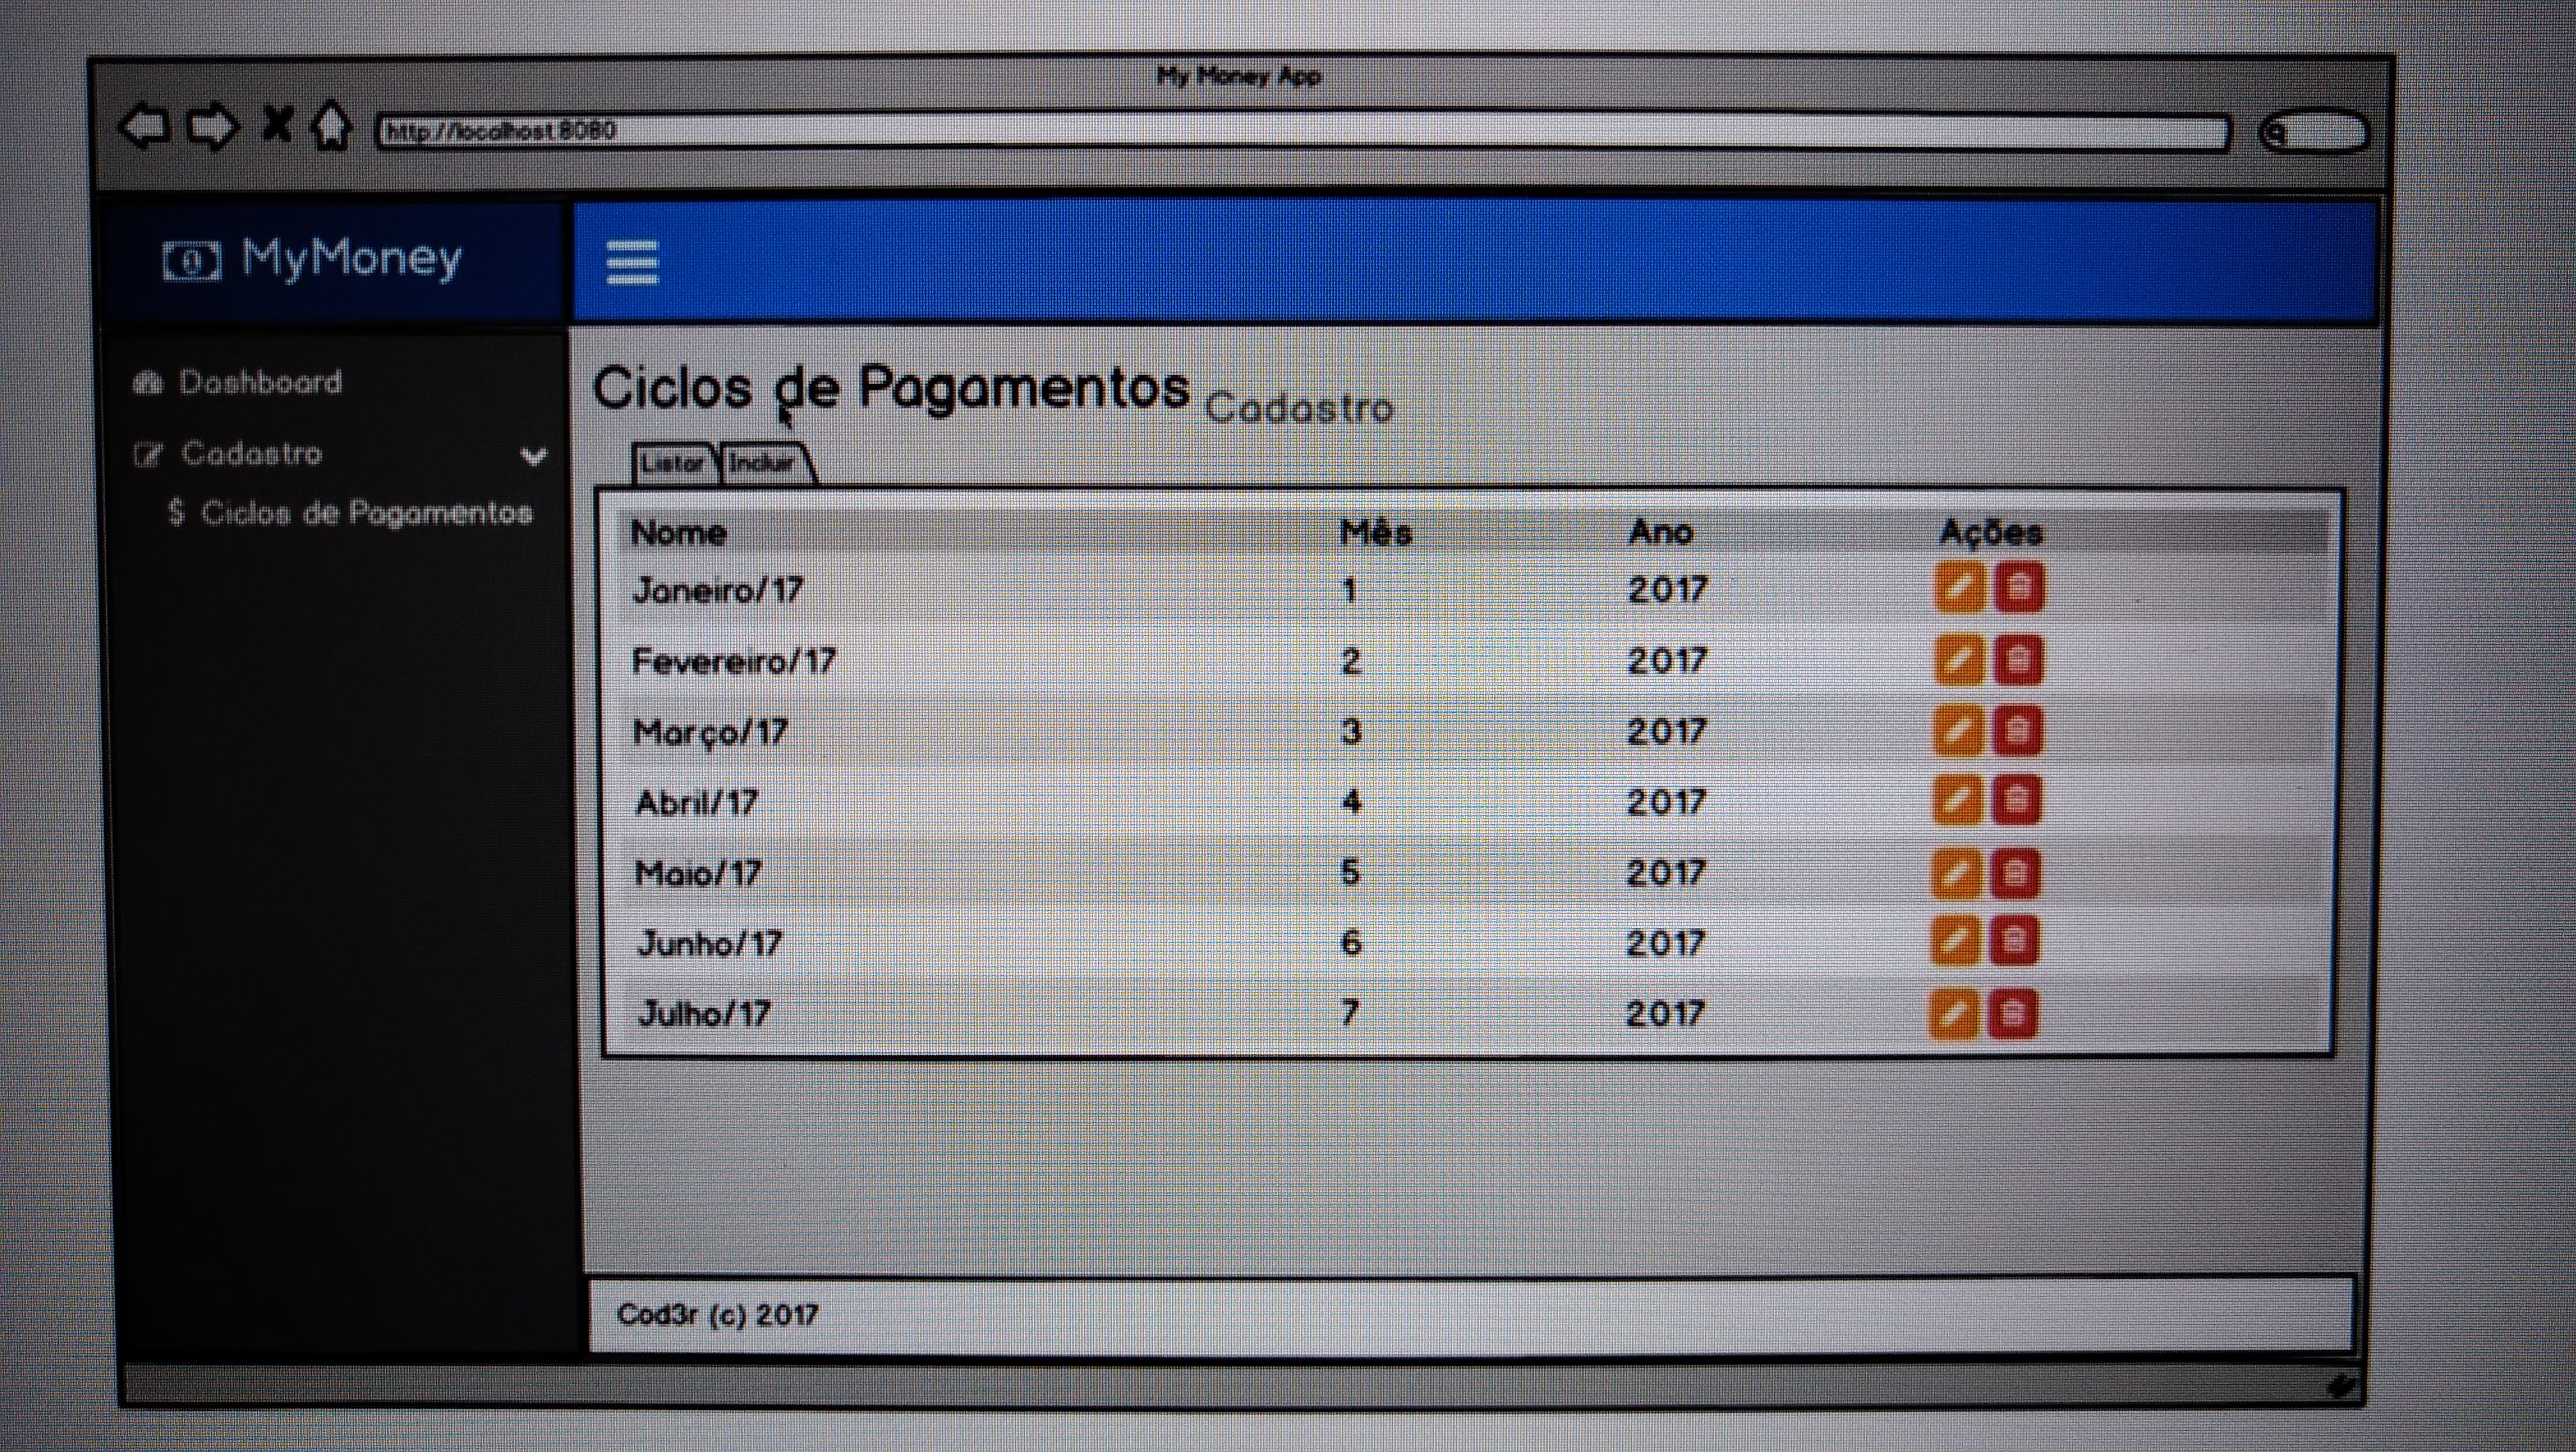 My Money App
http://localhost:8080
MyMoney
Dashboard
Cadastro
$ Ciclos de Pagamentos
Ciclos de Pagamentos Cadastro
Listar Incluir
Nome Mês Ano Ações
Janeiro/17 1 2017
Fevereiro/17 2 2017
Março/17 3 2017
Abril/17 4 2017
Maio/17 5 2017
Junho/17 6 2017
Julho/17 7 2017
Cod3r (c) 2017